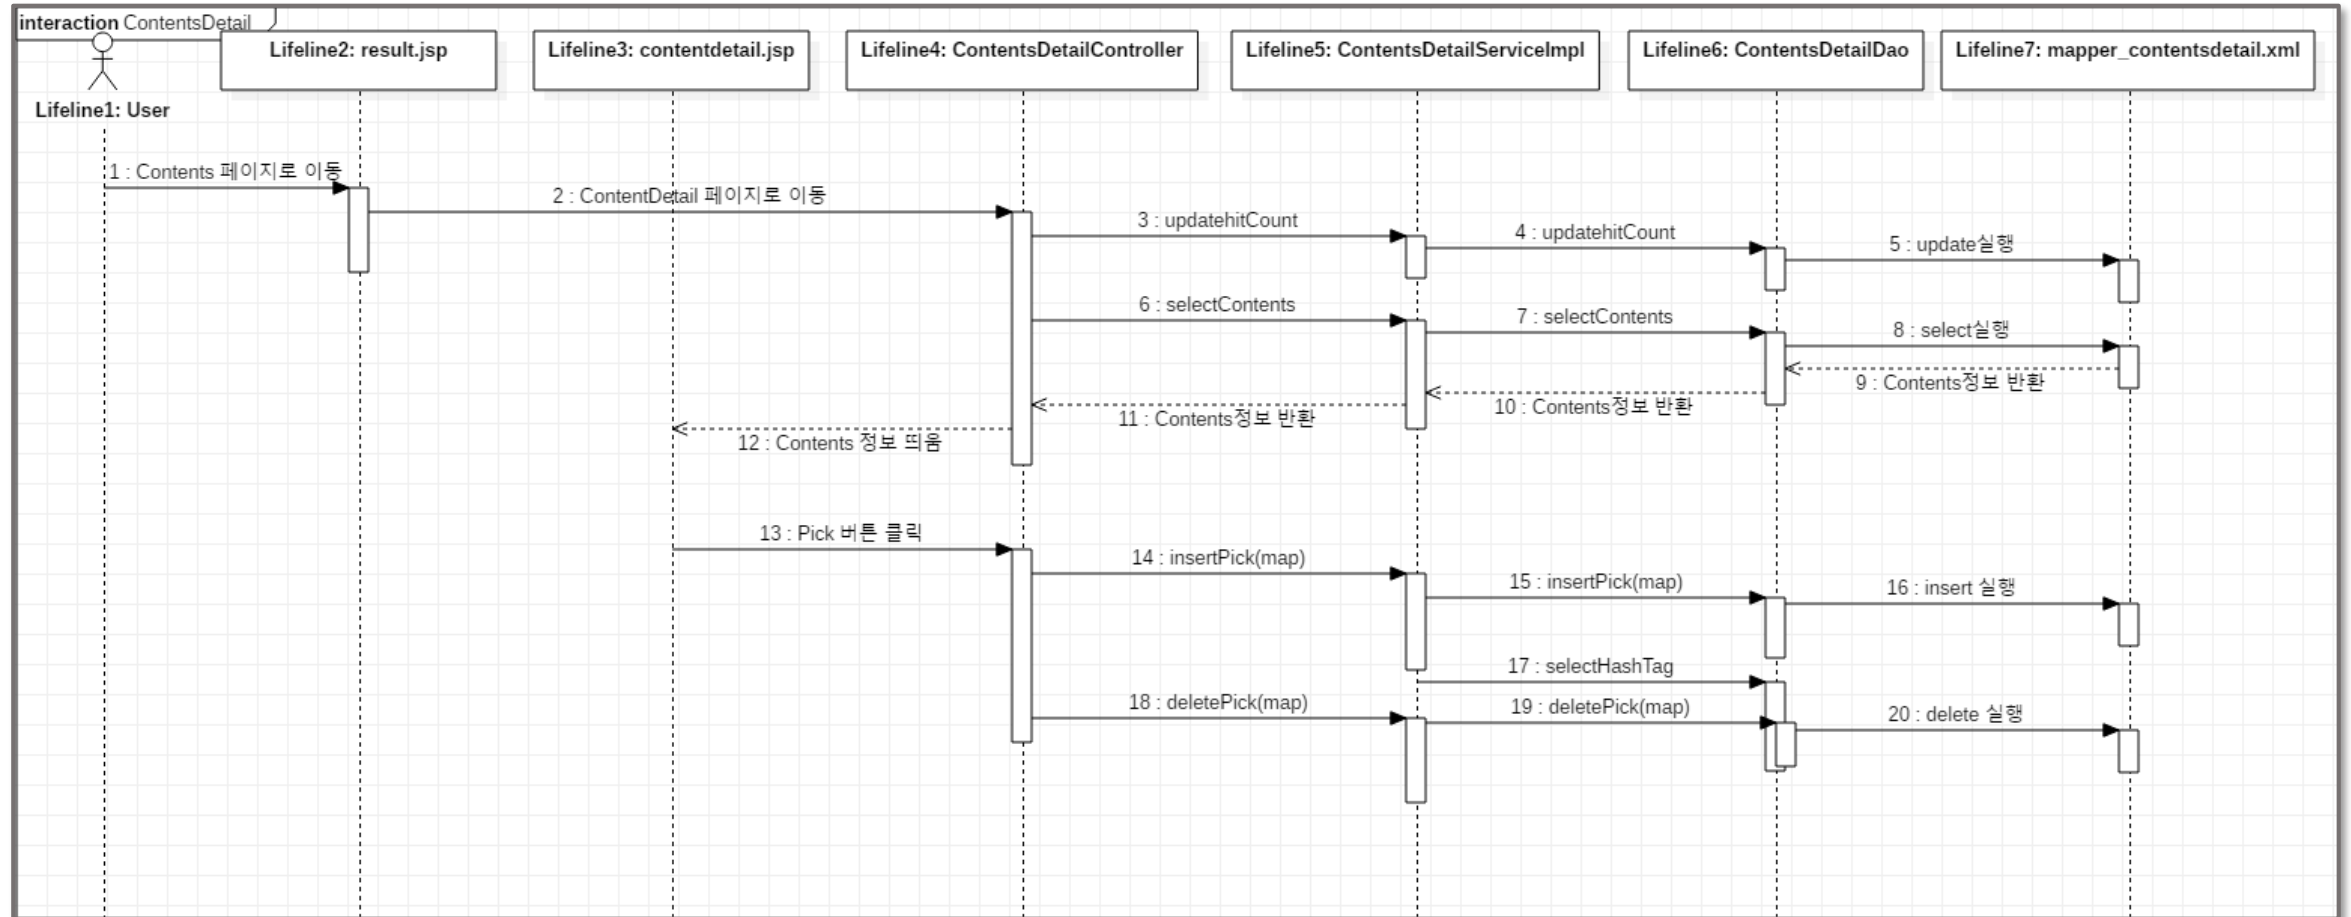 interaction ContentsDetail
Lifeline1: User
Lifeline2: result.jsp
Lifeline3: contentdetail.jsp
Lifeline4: ContentsDetailController
Lifeline5: ContentsDetailServiceImpl
Lifeline6: ContentsDetailDao
Lifeline7: mapper_contentsdetail.xml
1 : Contents 페이지로 이동
2 : ContentDetail 페이지로 이동
3 : updatehitCount
4 : updatehitCount
5 : update실행
6 : selectContents
7 : selectContents
8 : select실행
9 : Contents정보 반환
10 : Contents정보 반환
11 : Contents정보 반환
12 : Contents 정보 띄움
13 : Pick 버튼 클릭
14 : insertPick(map)
15 : insertPick(map)
16 : insert 실행
17 : selectHashTag
18 : deletePick(map)
19 : deletePick(map)
20 : delete 실행